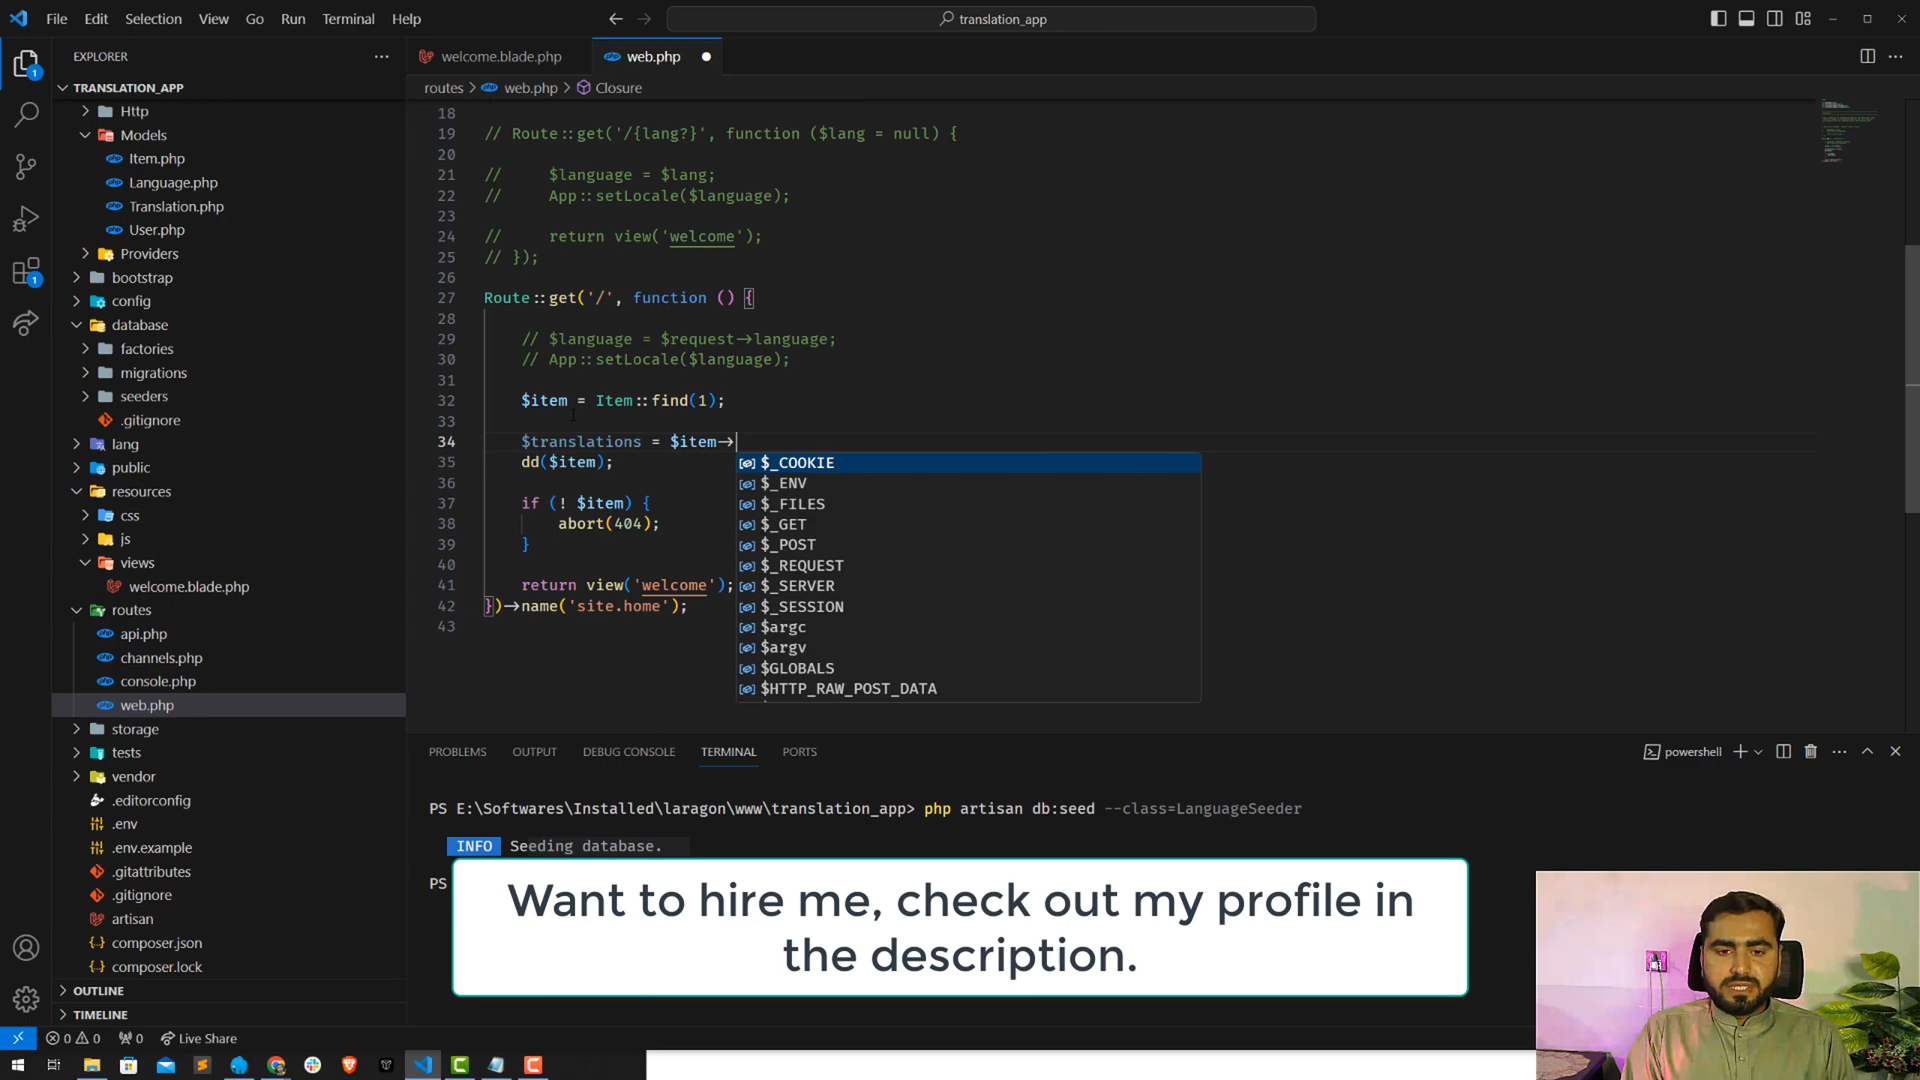 File Edit Selection View Go Run Terminal Help
translation_app
EXPLORER
welcome.blade.php
web.php
routes > web.php > Closure
TRANSLATION_APP
Http
Models
Item.php
Language.php
Translation.php
User.php
Providers
bootstrap
config
database
factories
migrations
seeders
.gitignore
lang
public
resources
css
js
views
welcome.blade.php
routes
api.php
channels.php
console.php
web.php
storage
tests
vendor
.editorconfig
.env
.env.example
.gitattributes
.gitignore
artisan
composer.json
composer.lock
OUTLINE
TIMELINE
18
19 // Route::get('/{lang?}', function ($lang = null) {
20
21 // $language = $lang;
22 // App::setLocale($language);
23
24 // return view('welcome');
25 // });
26
27 Route::get('/', function () {
28
29 // $language = $request->language;
30 // App::setLocale($language);
31
32 $item = Item::find(1);
33
34 $translations = $item->
35 dd($item);
36
37 if (! $item) {
38 abort(404);
39 }
40
41 return view('welcome');
42 })->name('site.home');
43
$_COOKIE
$_ENV
$_FILES
$_GET
$_POST
$_REQUEST
$_SERVER
$_SESSION
$argc
$argv
$GLOBALS
$HTTP_RAW_POST_DATA
PROBLEMS OUTPUT DEBUG CONSOLE TERMINAL PORTS
powershell
PS E:\Softwares\Installed\laragon\www\translation_app> php artisan db:seed --class=LanguageSeeder
INFO Seeding database.
PS
Want to hire me, check out my profile in
the description.
0 0 0 Live Share
1
1